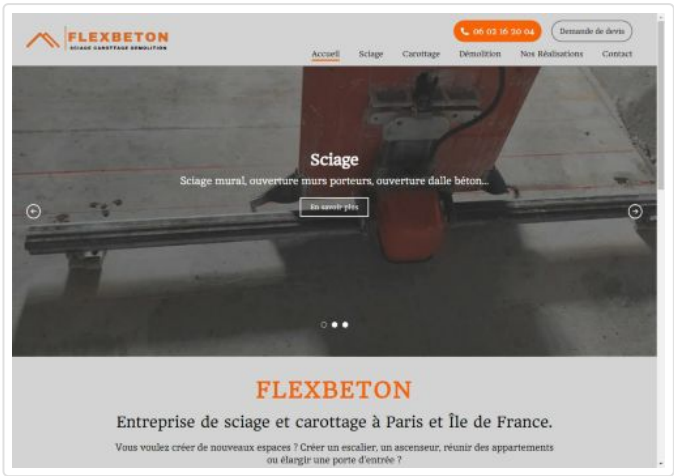 FLEXBETON
SCIAGE CAROTTAGE DEMOLITION
06 03 16 20 04
Demande de devis
Accueil Sciage Carottage Démolition Nos Réalisations Contact
Sciage
Sciage mural, ouverture murs porteurs, ouverture dalle béton...
En savoir plus
FLEXBETON
Entreprise de sciage et carottage à Paris et Île de France.
Vous voulez créer de nouveaux espaces ? Créer un escalier, un ascenseur, réunir des appartements
ou élargir une porte d'entrée ?